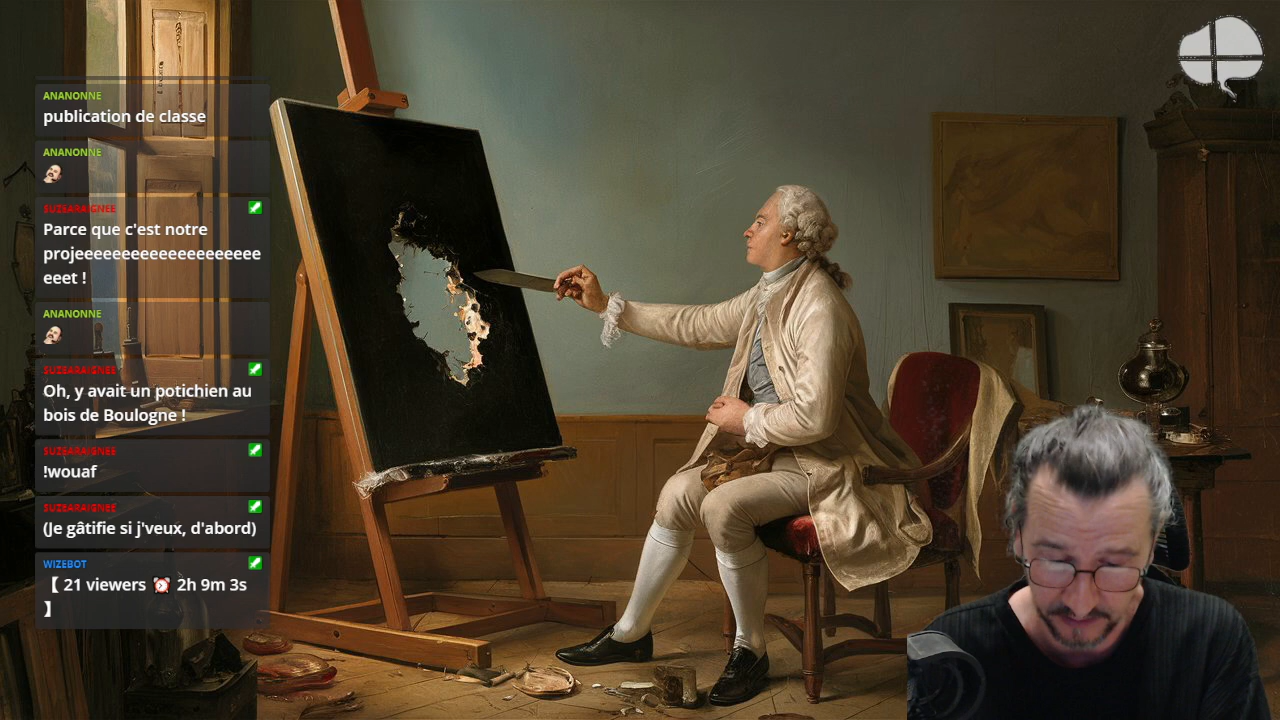 ANANONNE
publication de classe
ANANONNE
SUZEARAIGNEE
Parce que c'est notre
projeeeeeeeeeeeeeeeeeeee
eeet !
ANANONNE
SUZEARAIGNEE
Oh, y avait un potichien au
bois de Boulogne !
SUZEARAIGNEE
!wouaf
SUZEARAIGNEE
(Je gâtifie si j'veux, d'abord)
WIZEBOT
【 21 viewers ⏰ 2h 9m 3s
】